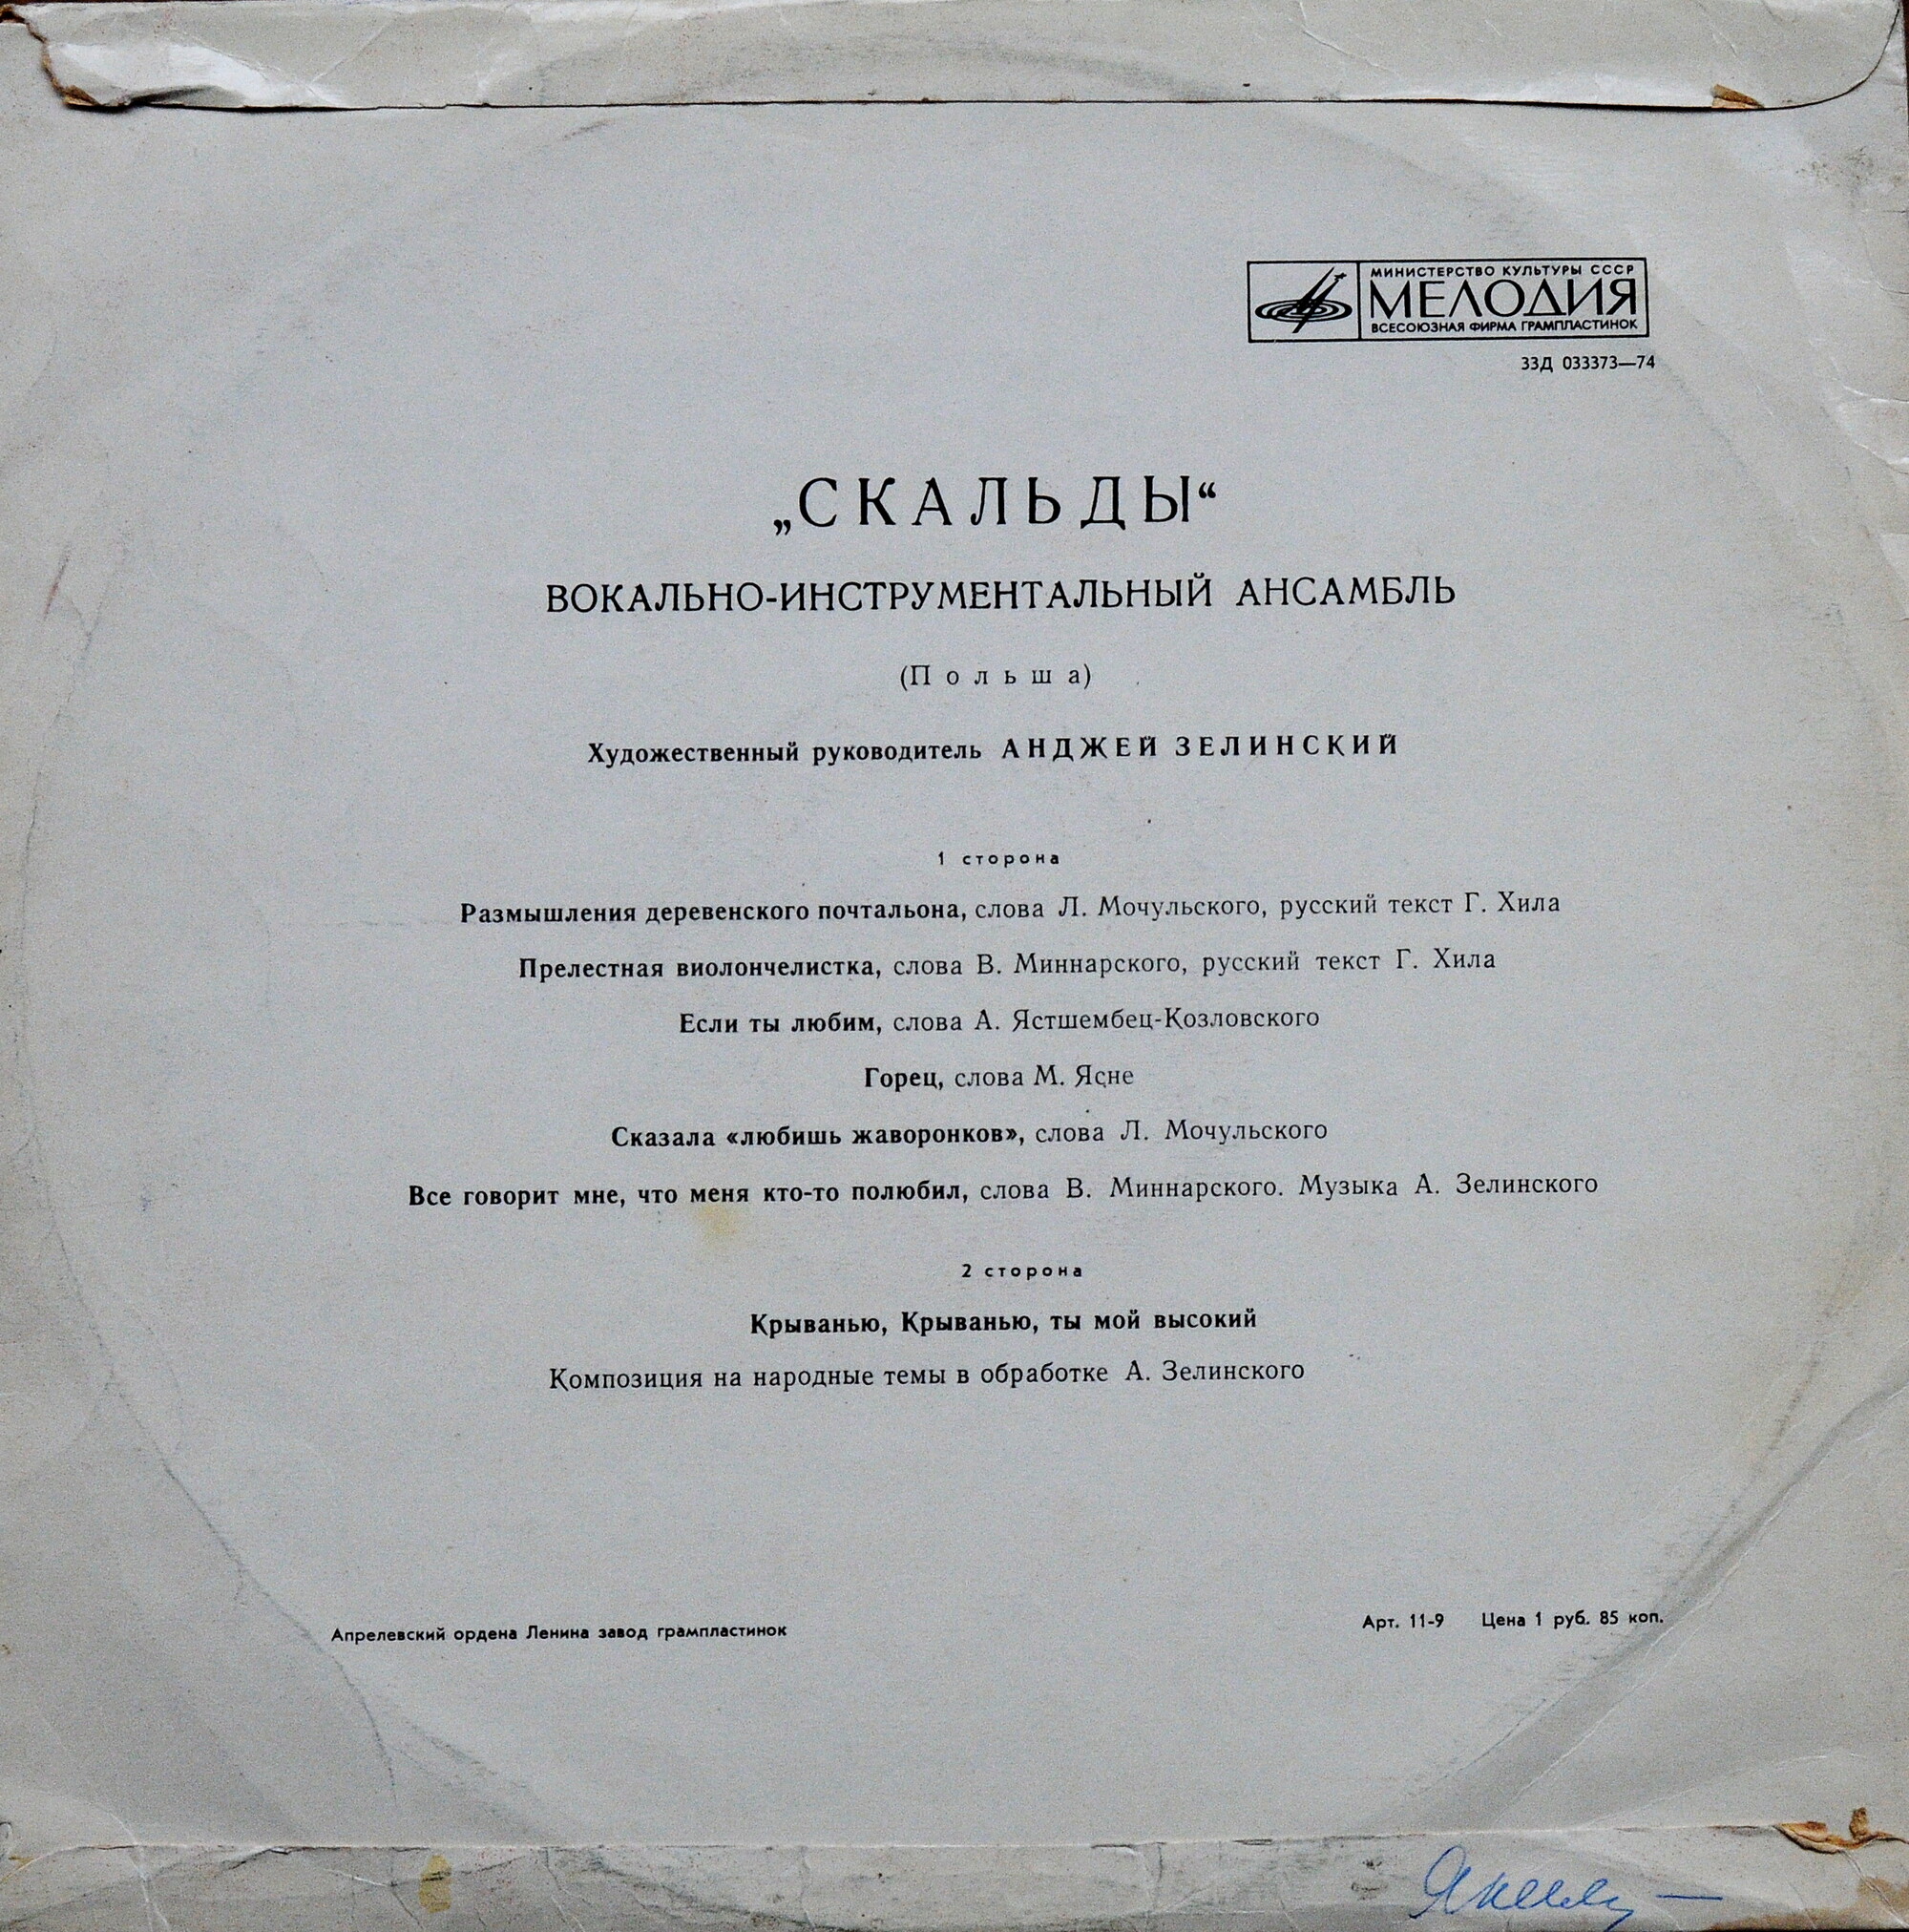 МИНИСТЕРСТВО КУЛЬТУРЫ СССР
МЕЛОДИЯ
ВСЕСОЮЗНАЯ ФИРМА ГРАМПЛАСТИНОК
33Д 033373—74
„СКАЛЬДЫ“
ВОКАЛЬНО-ИНСТРУМЕНТАЛЬНЫЙ АНСАМБЛЬ
(Польша)
Художественный руководитель АНДЖЕЙ ЗЕЛИНСКИЙ
1 сторона
Размышления деревенского почтальона, слова Л. Мочульского, русский текст Г. Хила
Прелестная виолончелистка, слова В. Миннарского, русский текст Г. Хила
Если ты любим, слова А. Ястшембец-Козловского
Горец, слова М. Ясне
Сказала «любишь жаворонков», слова Л. Мочульского
Все говорит мне, что меня кто-то полюбил, слова В. Миннарского. Музыка А. Зелинского
2 сторона
Крыванью, Крыванью, ты мой высокий
Композиция на народные темы в обработке А. Зелинского
Апрелевский ордена Ленина завод грампластинок
Арт. 11-9 Цена 1 руб. 85 коп.